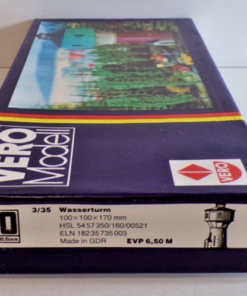 VERO
Modell
VERO
3/35 Wasserturm
100×100×170 mm
HSL 5457350/160/00521
ELN 18235735003
Made in GDR EVP 6,50 M